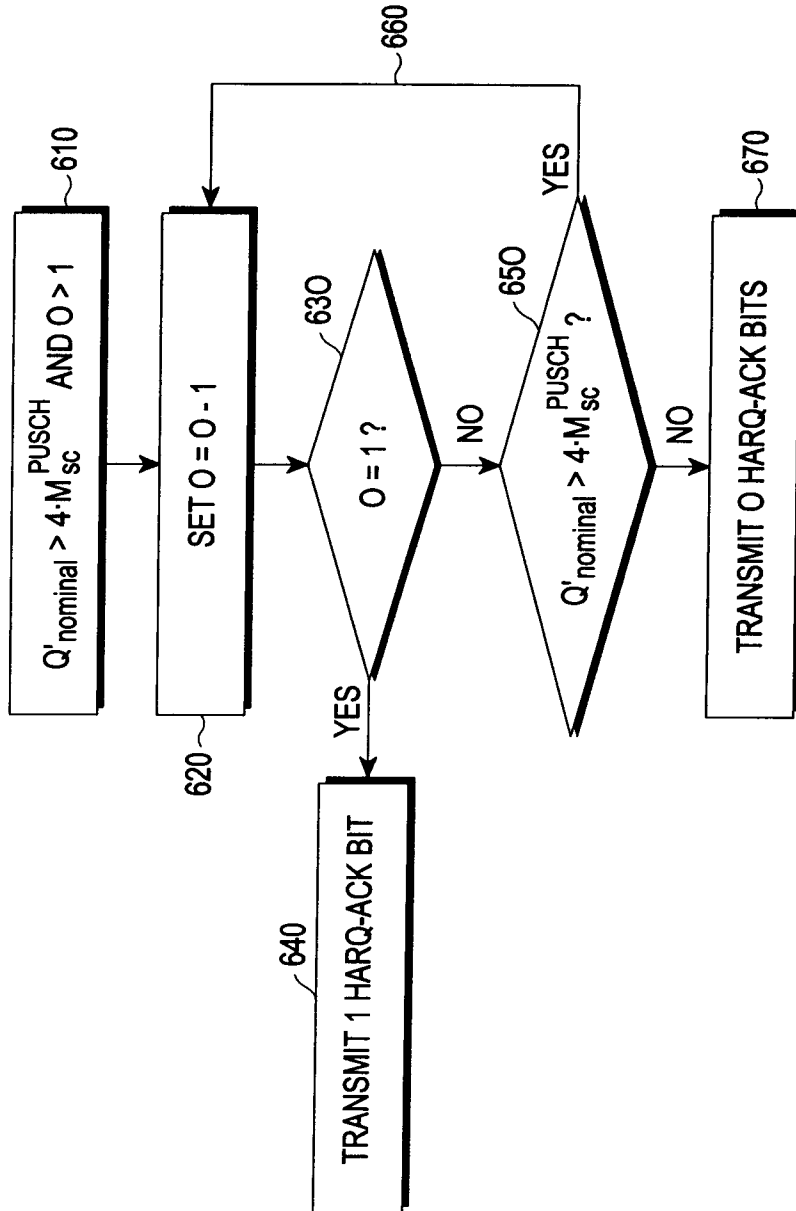 Q'nominal > 4·M_sc^PUSCH AND O > 1
610
SET O = O - 1
620
660
O = 1 ?
630
YES
NO
TRANSMIT 1 HARQ-ACK BIT
640
Q'nominal > 4·M_sc^PUSCH ?
650
YES
NO
TRANSMIT O HARQ-ACK BITS
670